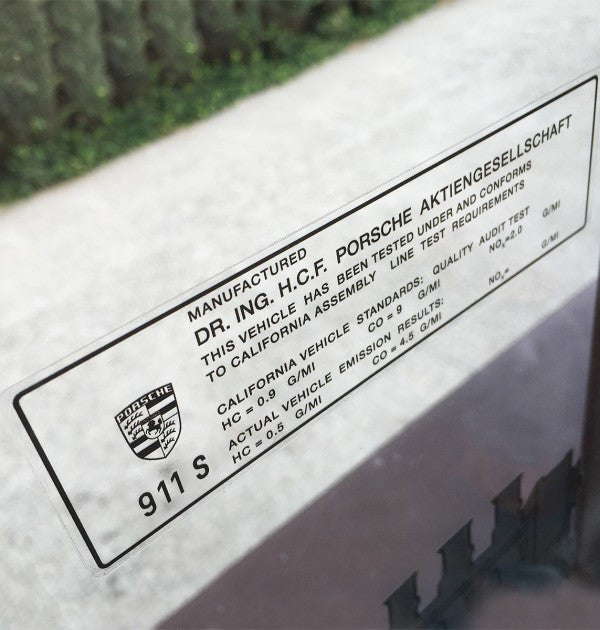 MANUFACTURED
DR. ING. H.C.F. PORSCHE AKTIENGESELLSCHAFT
THIS VEHICLE HAS BEEN TESTED UNDER AND CONFORMS
TO CALIFORNIA ASSEMBLY LINE TEST REQUIREMENTS
CALIFORNIA VEHICLE STANDARDS: QUALITY AUDIT TEST
HC = 0.9 G/MI CO = 9 G/MI NOx=2.0 G/MI
ACTUAL VEHICLE EMISSION RESULTS:
HC = 0.5 G/MI CO = 4.5 G/MI NOx= G/MI
PORSCHE
911 S